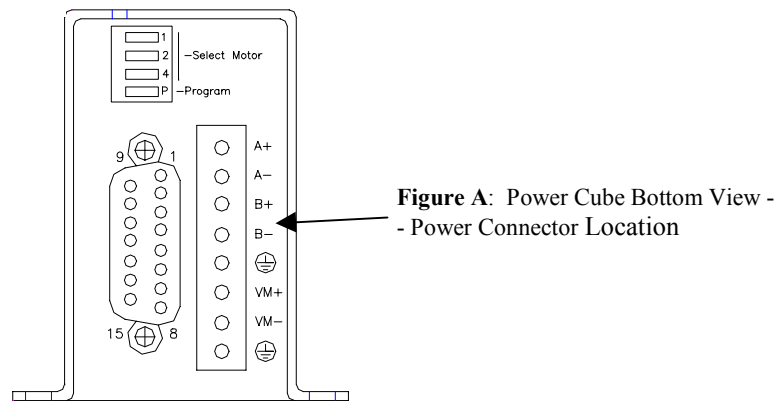 1
2 -Select Motor
4
P -Program
9 1
A+
A-
B+
B-
VM+
VM-
15 8
Figure A: Power Cube Bottom View -
- Power Connector Location